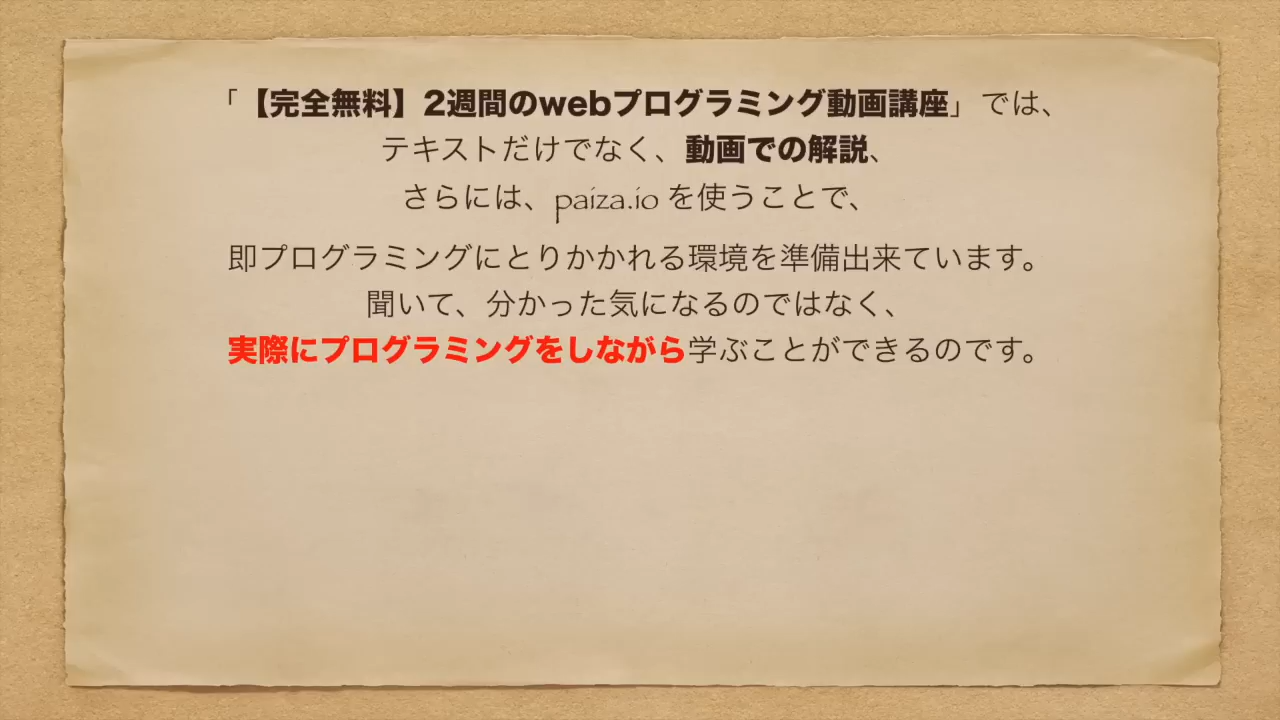 「【完全無料】2週間のwebプログラミング動画講座」では、
テキストだけでなく、動画での解説、
さらには、paiza.io を使うことで、
即プログラミングにとりかかれる環境を準備出来ています。
聞いて、分かった気になるのではなく、
実際にプログラミングをしながら学ぶことができるのです。